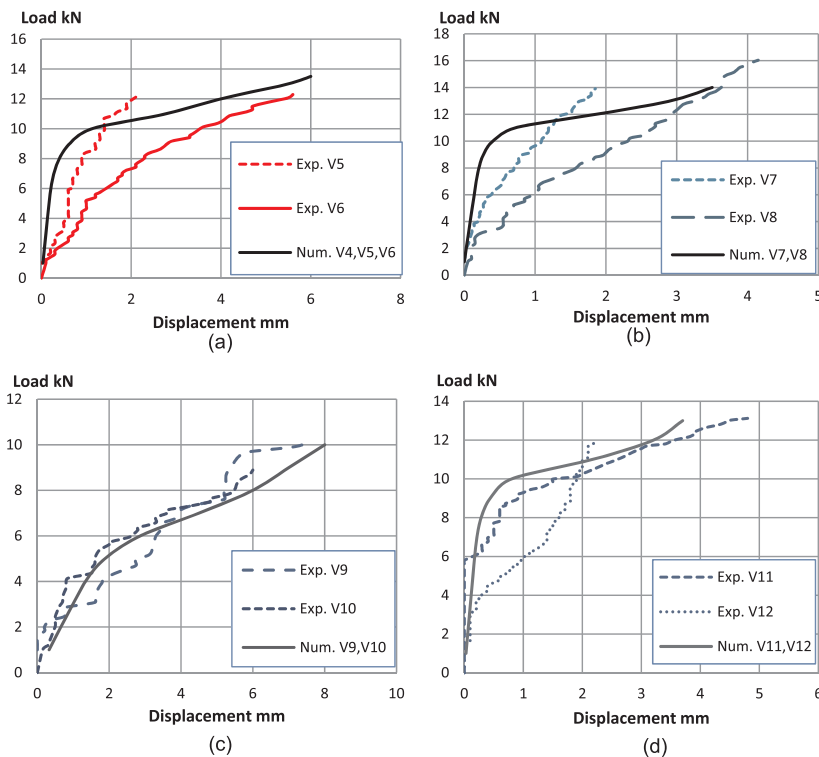 Load kN
16
14
12
10
8
6
4
2
0
0 2 4 6 8
Displacement mm
Exp. V5
Exp. V6
Num. V4,V5,V6
(a)
Load kN
18
16
14
12
10
8
6
4
2
0
0 1 2 3 4 5
Displacement mm
Exp. V7
Exp. V8
Num. V7,V8
(b)
Load kN
12
10
8
6
4
2
0
0 2 4 6 8 10
Displacement mm
Exp. V9
Exp. V10
Num. V9,V10
(c)
Load kN
14
12
10
8
6
4
2
0
0 1 2 3 4 5 6
Displacement mm
Exp. V11
Exp. V12
Num. V11,V12
(d)